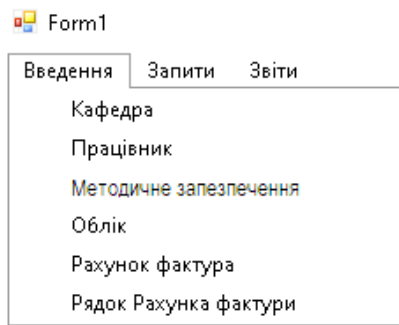 Form1
Введення Запити Звіти
Кафедра
Працівник
Методичне запезпечення
Облік
Рахунок фактура
Рядок Рахунка фактури